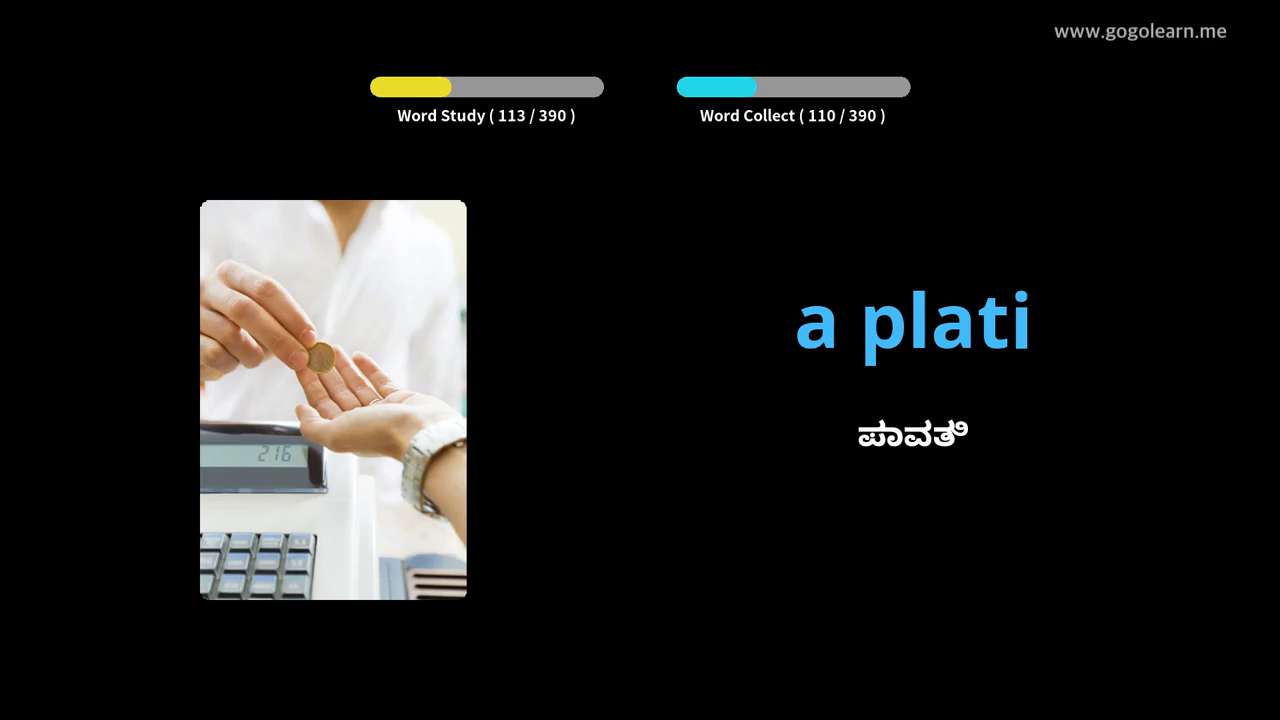 www.gogolearn.me
Word Study ( 113 / 390 )
Word Collect ( 110 / 390 )
216
a plati
ಪಾವತಿ